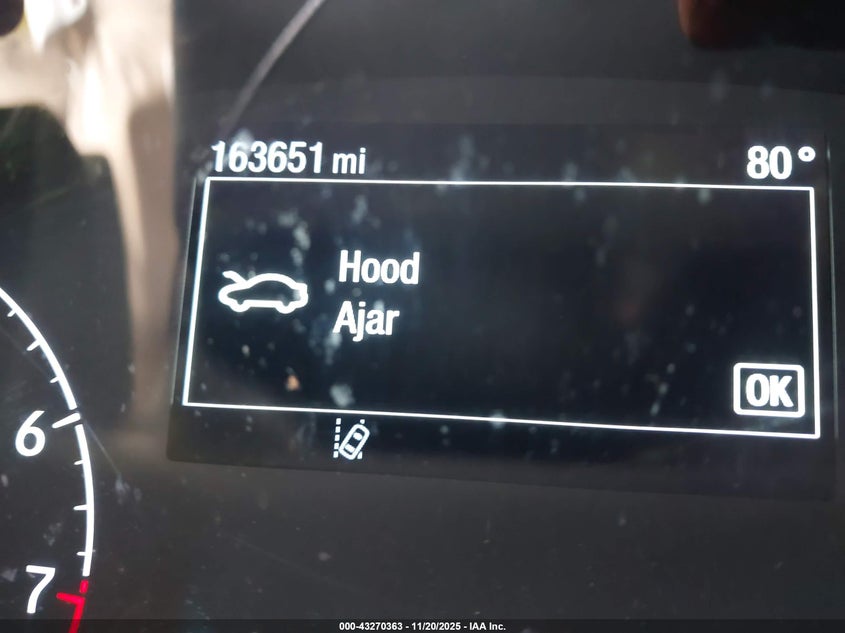 163651 mi 80°
Hood
Ajar
OK
6
7
000-43270363 - 11/20/2025 - IAA Inc.